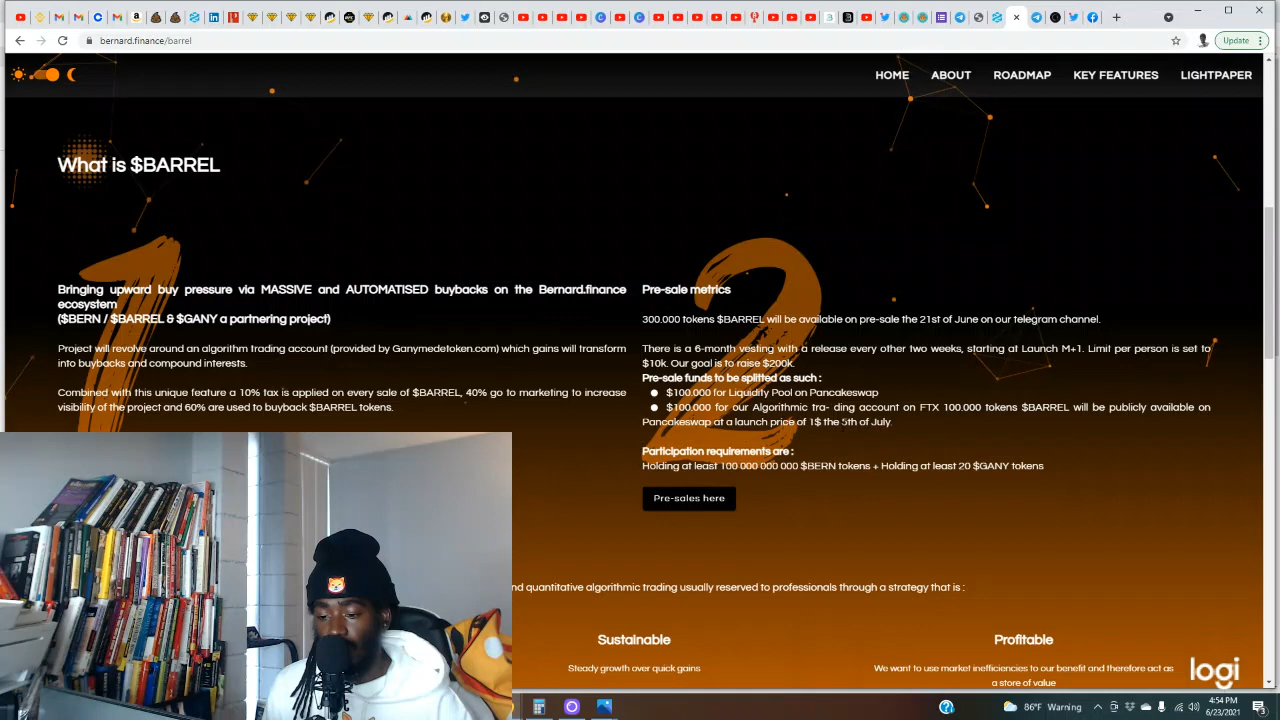 Update
bernard.finance/barrel
HOME ABOUT ROADMAP KEY FEATURES LIGHTPAPER
What is $BARREL
1
Bringing upward buy pressure via MASSIVE and AUTOMATISED buybacks on the Bernard.finance
ecosystem
($BERN / $BARREL & $GANY a partnering project)
Project will revolve around an algorithm trading account (provided by Ganymedetoken.com) which gains will transform
into buybacks and compound interests.
Combined with this unique feature a 10% tax is applied on every sale of $BARREL, 40% go to marketing to increase
visibility of the project and 60% are used to buyback $BARREL tokens.
2
Pre-sale metrics
300.000 tokens $BARREL will be available on pre-sale the 21st of June on our telegram channel.
There is a 6-month vesting with a release every other two weeks, starting at Launch M+1. Limit per person is set to
$10k. Our goal is to raise $200k.
Pre-sale funds to be splitted as such :
$100.000 for Liquidity Pool on Pancakeswap
$100.000 for our Algorithmic tra- ding account on FTX 100.000 tokens $BARREL will be publicly available on
Pancakeswap at a launch price of 1$ the 5th of July.
Participation requirements are :
Holding at least 100 000 000 000 $BERN tokens + Holding at least 20 $GANY tokens
Pre-sales here
nd quantitative algorithmic trading usually reserved to professionals through a strategy that is :
Sustainable
Steady growth over quick gains
Profitable
We want to use market inefficiencies to our benefit and therefore act as
a store of value
logi
86°F Warning
4:54 PM
6/23/2021